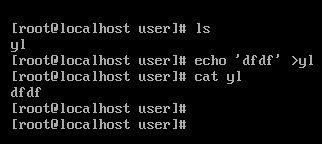 [root@localhost user]# ls
yl
[root@localhost user]# echo 'dfdf' >yl
[root@localhost user]# cat yl
dfdf
[root@localhost user]#
[root@localhost user]#